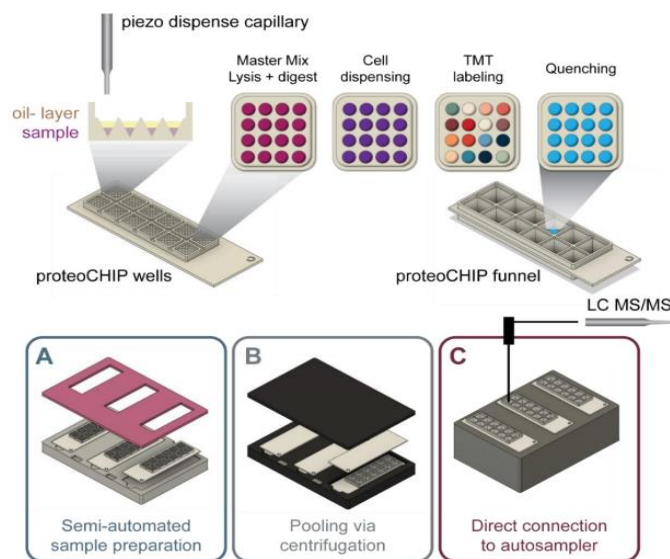 piezo dispense capillary
oil- layer
sample
Master Mix
Lysis + digest
Cell
dispensing
TMT
labeling
Quenching
proteoCHIP wells
proteoCHIP funnel
LC MS/MS
A
B
C
Semi-automated
sample preparation
Pooling via
centrifugation
Direct connection
to autosampler